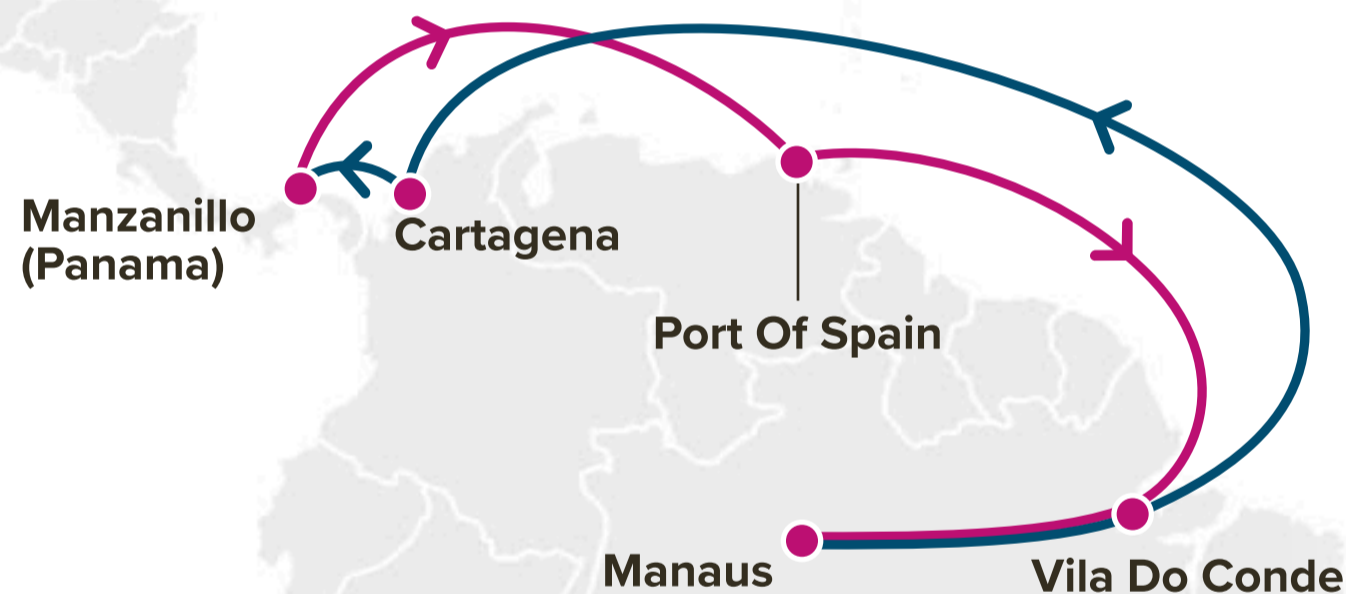 Manzanillo
(Panama)
Cartagena
Port Of Spain
Manaus
Vila Do Conde